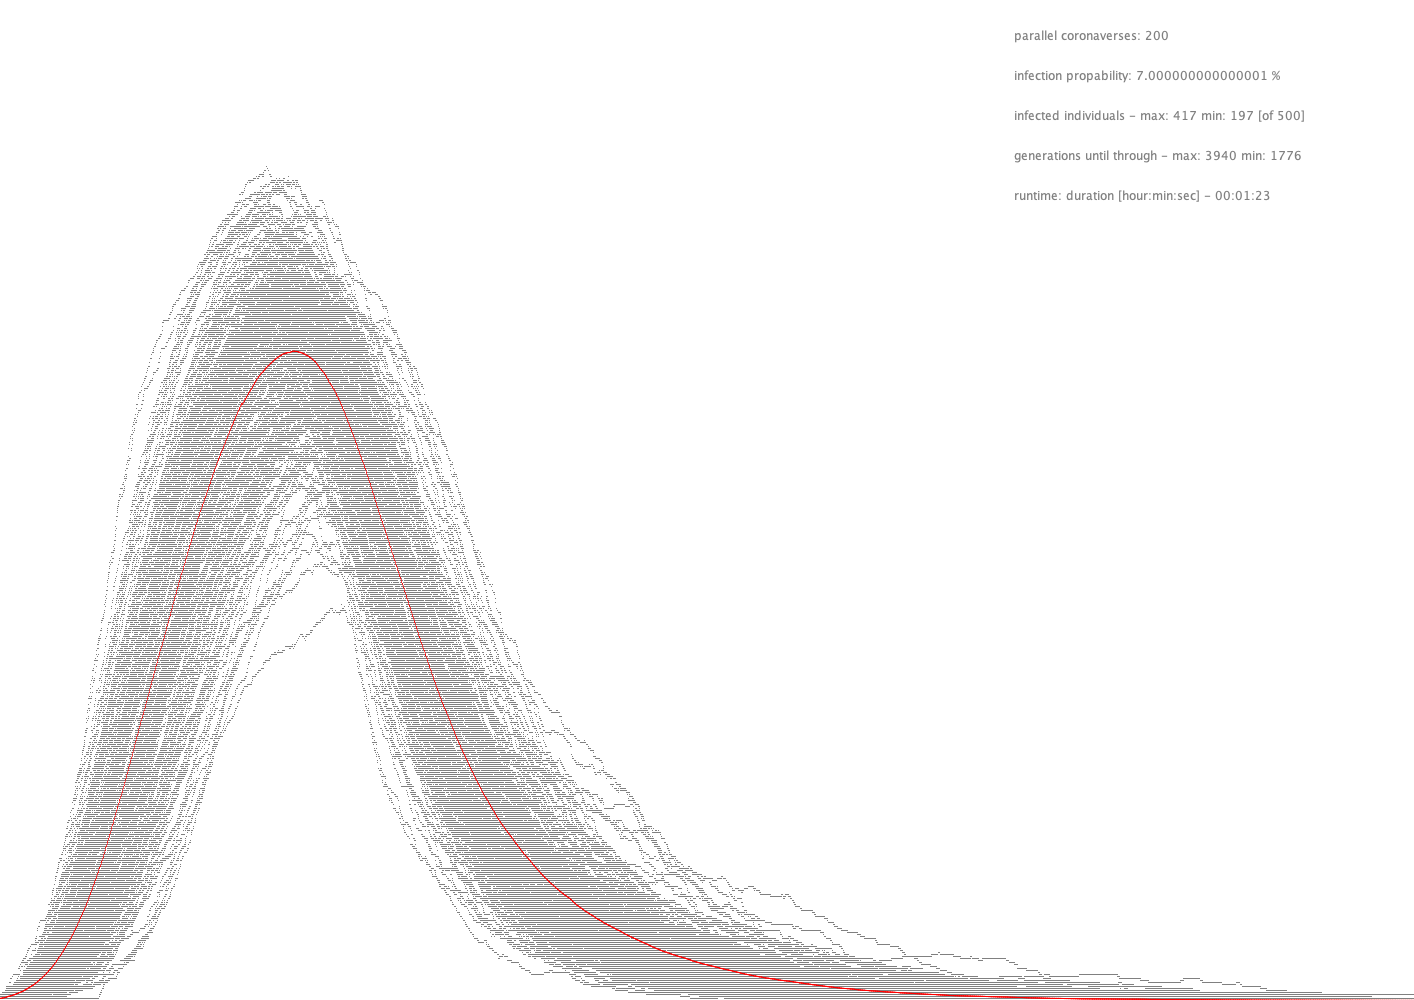 parallel coronaverses: 200
infection propability: 7.000000000000001 %
infected individuals - max: 417 min: 197 [of 500]
generations until through - max: 3940 min: 1776
runtime: duration [hour:min:sec] - 00:01:23